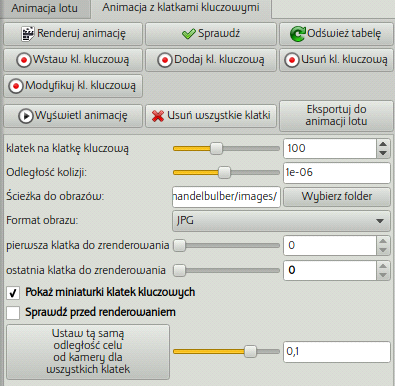 Animacja lotu Animacja z klatkami kluczowymi
Renderuj animację Sprawdź Odśwież tabelę
Wstaw kl. kluczową Dodaj kl. kluczową Usuń kl. kluczową
Modyfikuj kl. kluczową
Wyświetl animację Usuń wszystkie klatki Eksportuj do
animacji lotu
klatek na klatkę kluczową 100
Odległość kolizji: 1e-06
Ścieżka do obrazów: mandelbulber/images/ Wybierz folder
Format obrazu: JPG
pierwsza klatka do zrenderowania 0
ostatnia klatka do zrenderowania 0
Pokaż miniaturki klatek kluczowych
Sprawdź przed renderowaniem
Ustaw tą samą
odległość celu
od kamery dla
wszystkich klatek 0,1